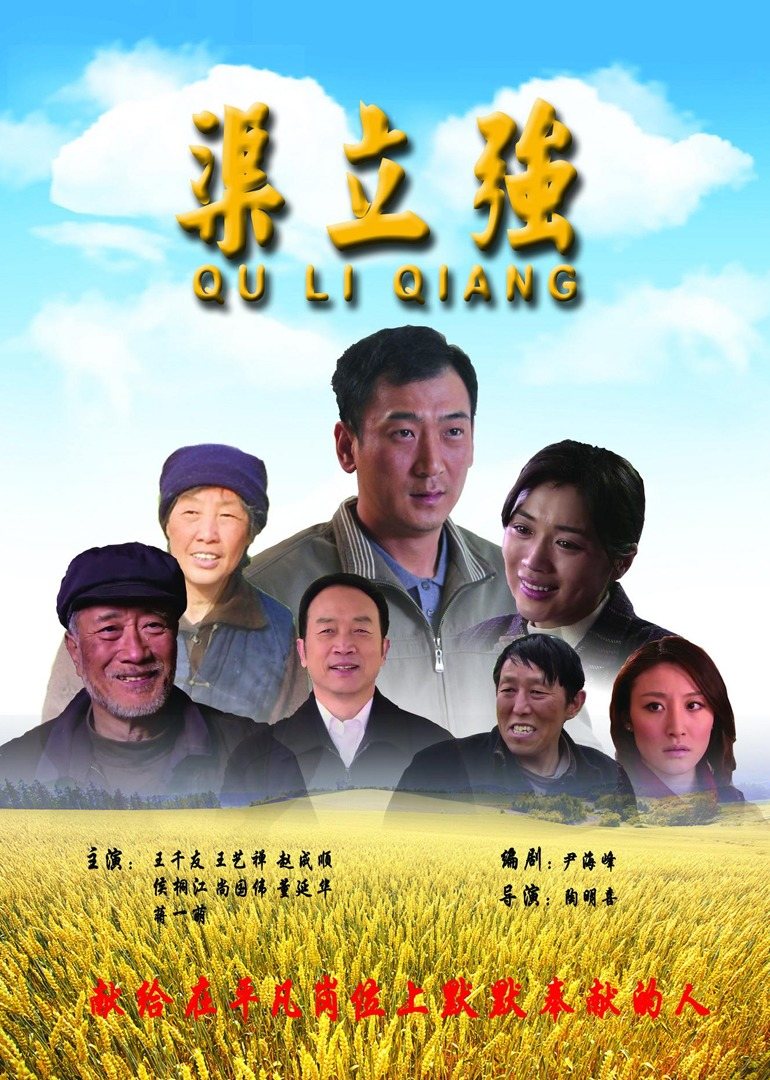 渠立強
QU LI QIANG
主演：王千友 王艺禅 赵成顺
侯桐江 尚国伟 董延华
蒋一萌
编剧：尹海峰
导演：陶明喜
献给在平凡岗位上默默奉献的人